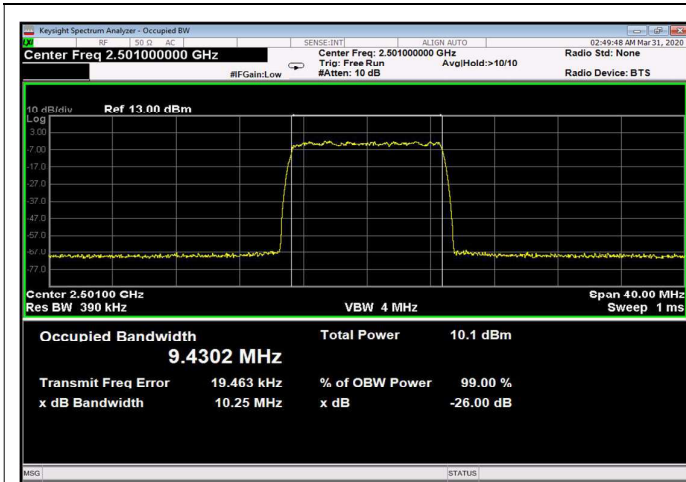 Keysight Spectrum Analyzer - Occupied BW
RF 50 Ω AC SENSE:INT ALIGN AUTO 02:49:48 AM Mar 31, 2020
Center Freq 2.501000000 GHz Center Freq: 2.501000000 GHz Radio Std: None
Trig: Free Run Avg|Hold:>10/10
#IFGain:Low #Atten: 10 dB Radio Device: BTS
10 dB/div Ref 13.00 dBm
Log
3.00
-7.00
-17.0
-27.0
-37.0
-47.0
-57.0
-67.0
-77.0
Center 2.50100 GHz Span 40.00 MHz
Res BW 390 kHz VBW 4 MHz Sweep 1 ms
Occupied Bandwidth Total Power 10.1 dBm
9.4302 MHz
Transmit Freq Error 19.463 kHz % of OBW Power 99.00 %
x dB Bandwidth 10.25 MHz x dB -26.00 dB
MSG STATUS